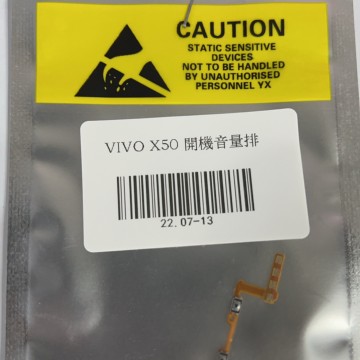 CAUTION
STATIC SENSITIVE
DEVICES
NOT TO BE HANDLED
BY UNAUTHORISED
PERSONNEL YX
VIVO X50 開機音量排
22.07-13